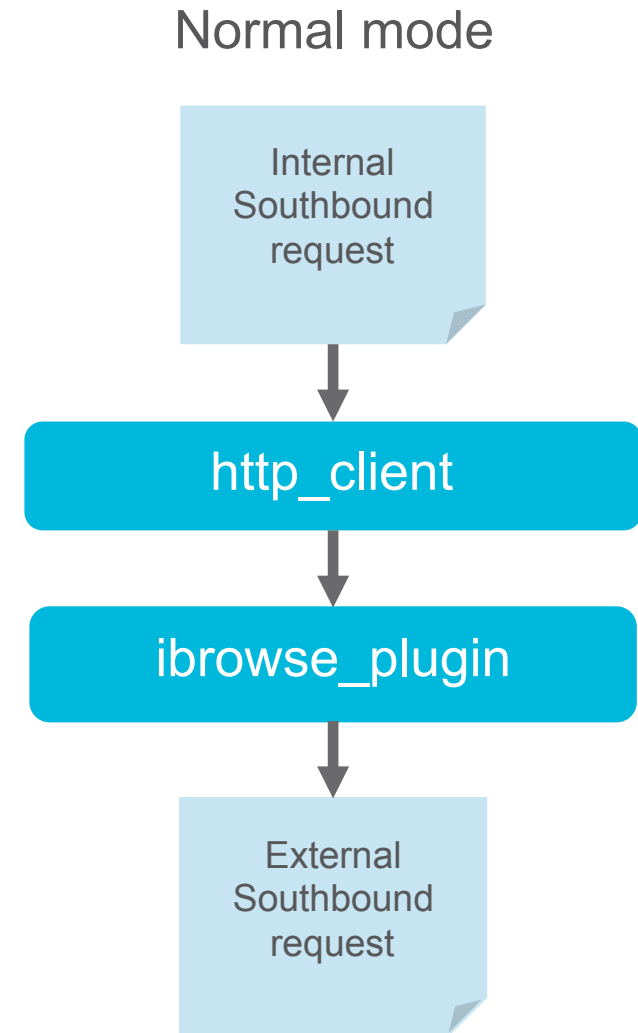 Normal mode
Internal
Southbound
request
http_client
ibrowse_plugin
External
Southbound
request